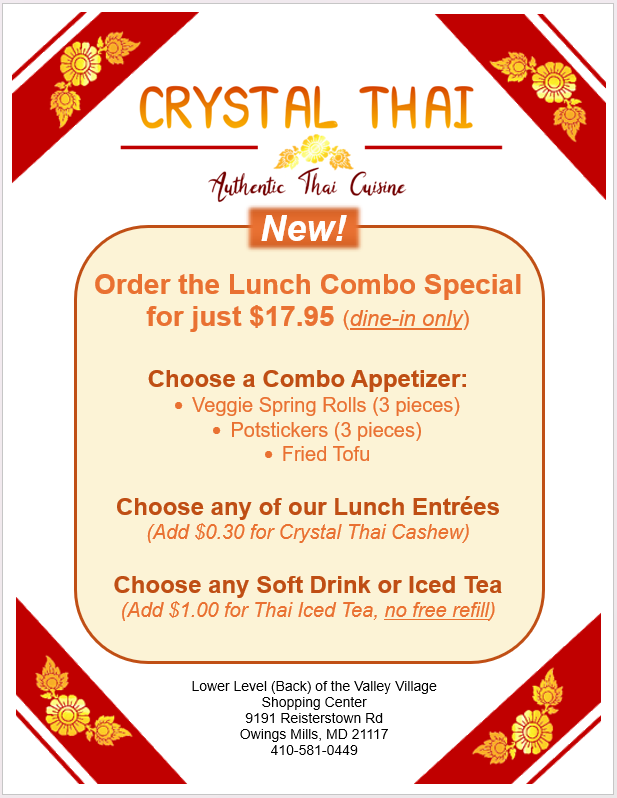 CRYSTAL THAI
Authentic Thai Cuisine
New!
Order the Lunch Combo Special
for just $17.95 (dine-in only)
Choose a Combo Appetizer:
• Veggie Spring Rolls (3 pieces)
• Potstickers (3 pieces)
• Fried Tofu
Choose any of our Lunch Entrées
(Add $0.30 for Crystal Thai Cashew)
Choose any Soft Drink or Iced Tea
(Add $1.00 for Thai Iced Tea, no free refill)
Lower Level (Back) of the Valley Village
Shopping Center
9191 Reisterstown Rd
Owings Mills, MD 21117
410-581-0449